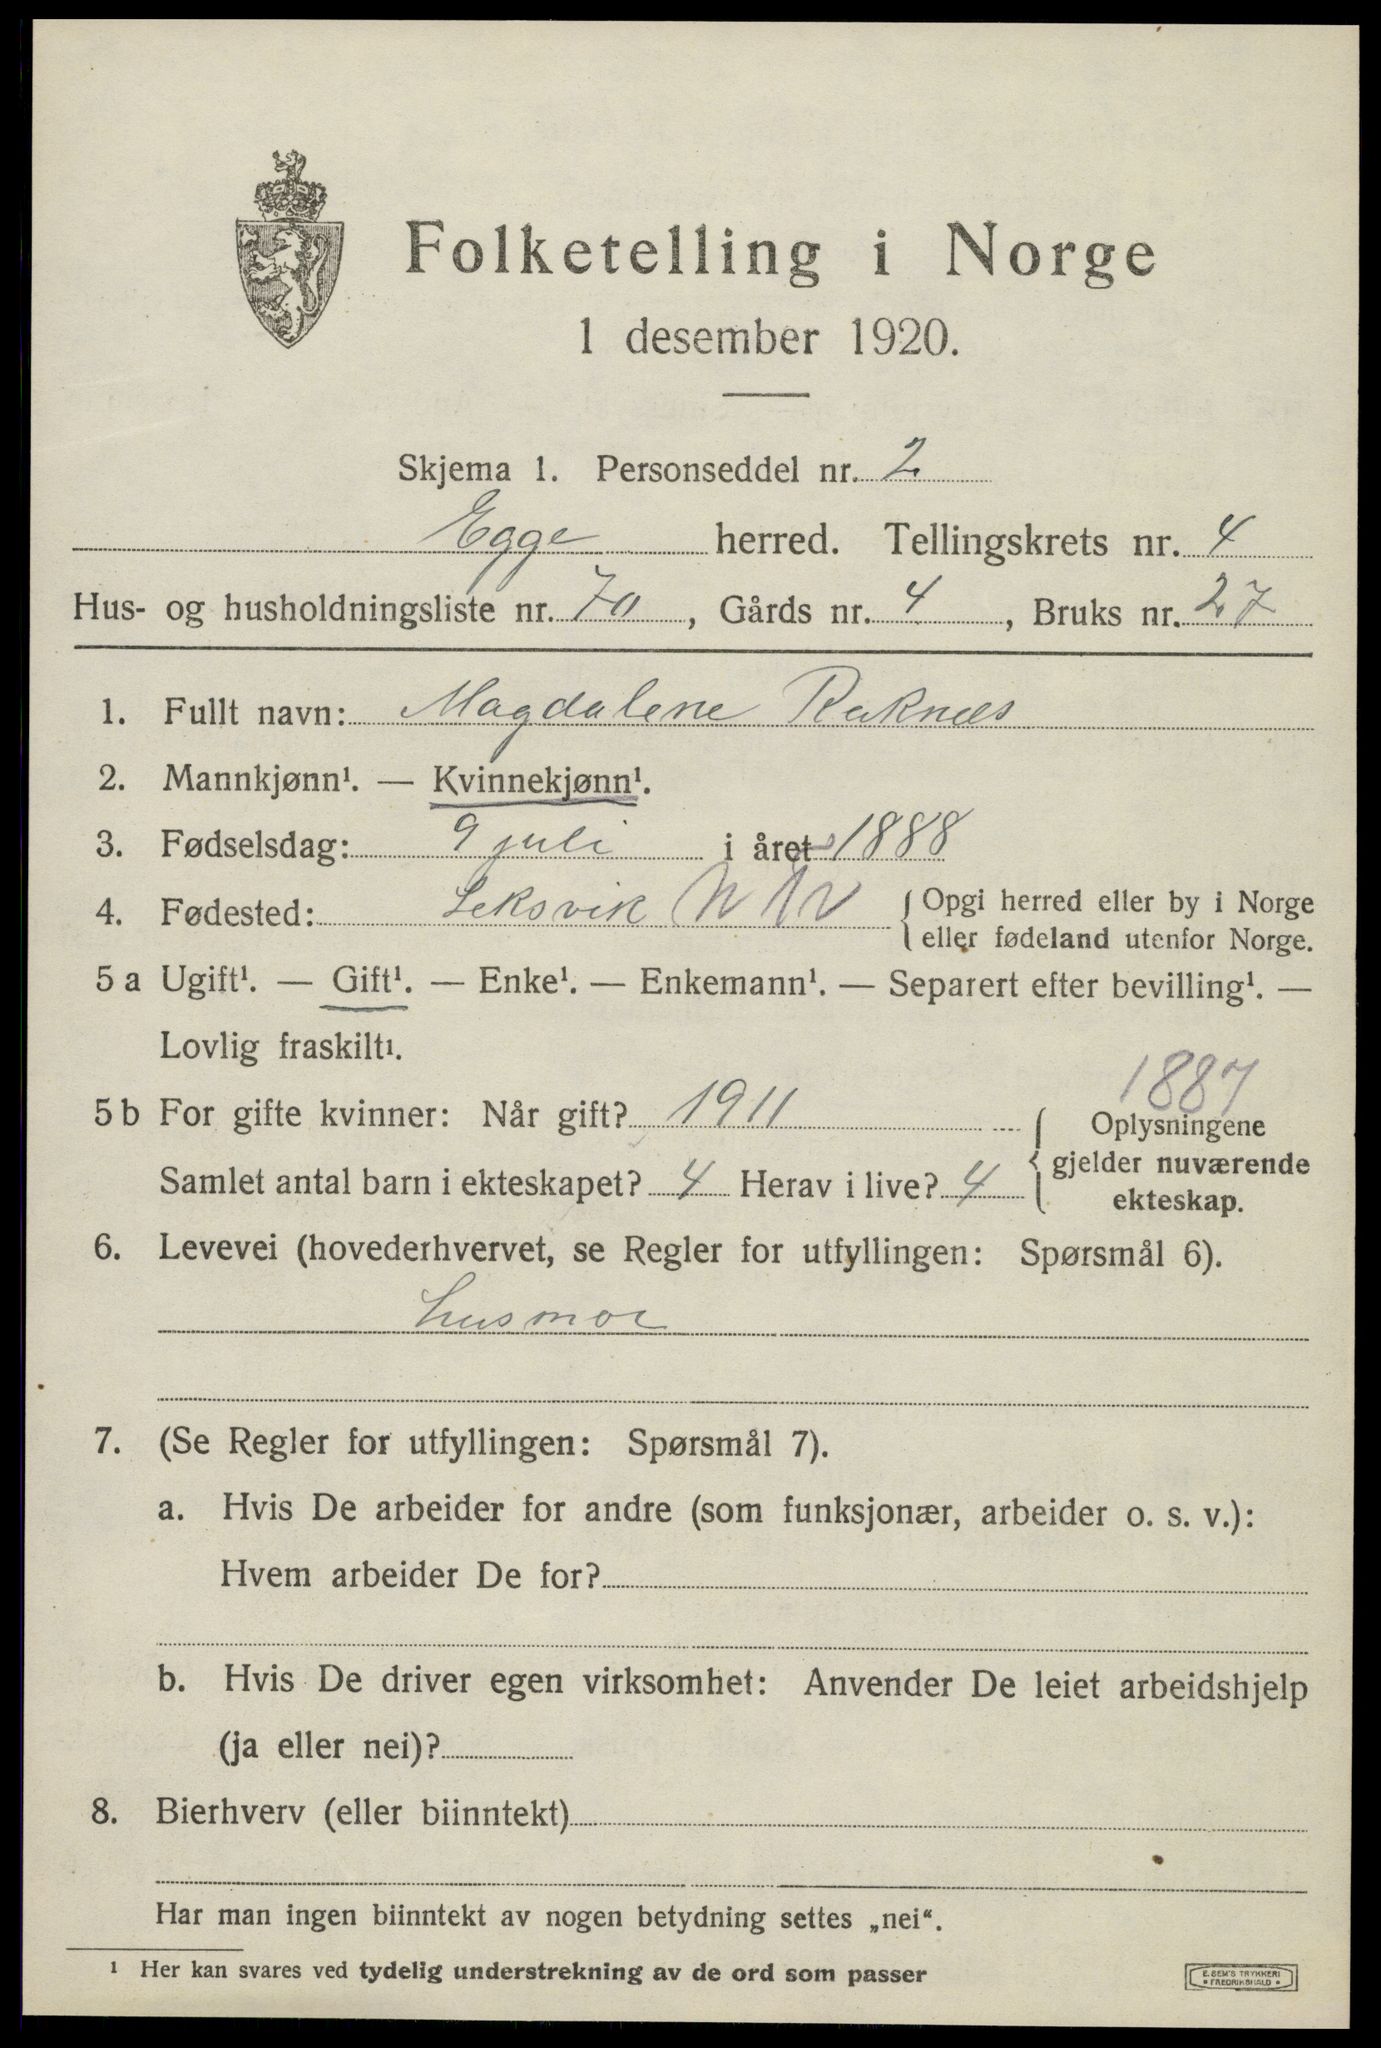 Folketelling i Norge
1 desember 1920.
Skjema 1. Personseddel nr. 2
Egge herred. Tellingskrets nr. 4
Hus- og husholdningsliste nr. 70, Gårds nr. 4, Bruks nr. 27
1. Fullt navn: Magdalene Raknæs
2. Mannkjønn¹. — Kvinnekjønn¹.
3. Fødselsdag: 9 juli i året 1888
4. Fødested: Leksvik
{ Opgi herred eller by i Norge
eller fødeland utenfor Norge.
5 a Ugift¹. — Gift¹. — Enke¹. — Enkemann¹. — Separert efter bevilling¹. —
Lovlig fraskilt¹.
1887
5 b For gifte kvinner: Når gift? 1911
{ Oplysningene
gjelder nuværende
ekteskap.
Samlet antal barn i ekteskapet? 4 Herav i live? 4
6. Levevei (hovederhvervet, se Regler for utfyllingen: Spørsmål 6).
husmor
7. (Se Regler for utfyllingen: Spørsmål 7).
a. Hvis De arbeider for andre (som funksjonær, arbeider o. s. v.):
Hvem arbeider De for?
b. Hvis De driver egen virksomhet: Anvender De leiet arbeidshjelp
(ja eller nei)?
8. Bierhverv (eller biinntekt)
Har man ingen biinntekt av nogen betydning settes „nei“.
¹ Her kan svares ved tydelig understrekning av de ord som passer
E. SEM'S TRYKKERI
• FREDRIKSHALD •